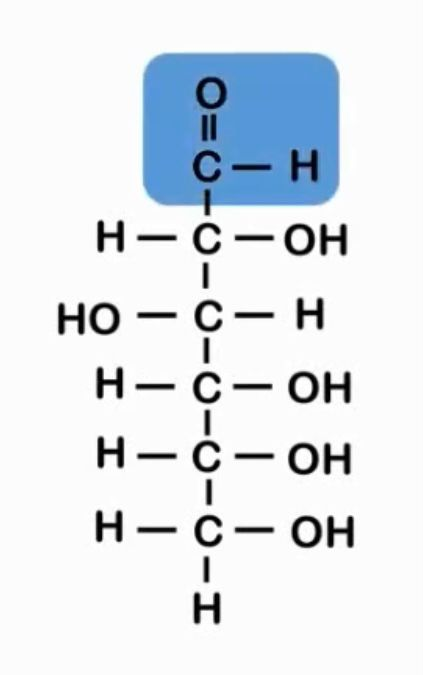 O
C — H
H — C — OH
HO — C — H
H — C — OH
H — C — OH
H — C — OH
H